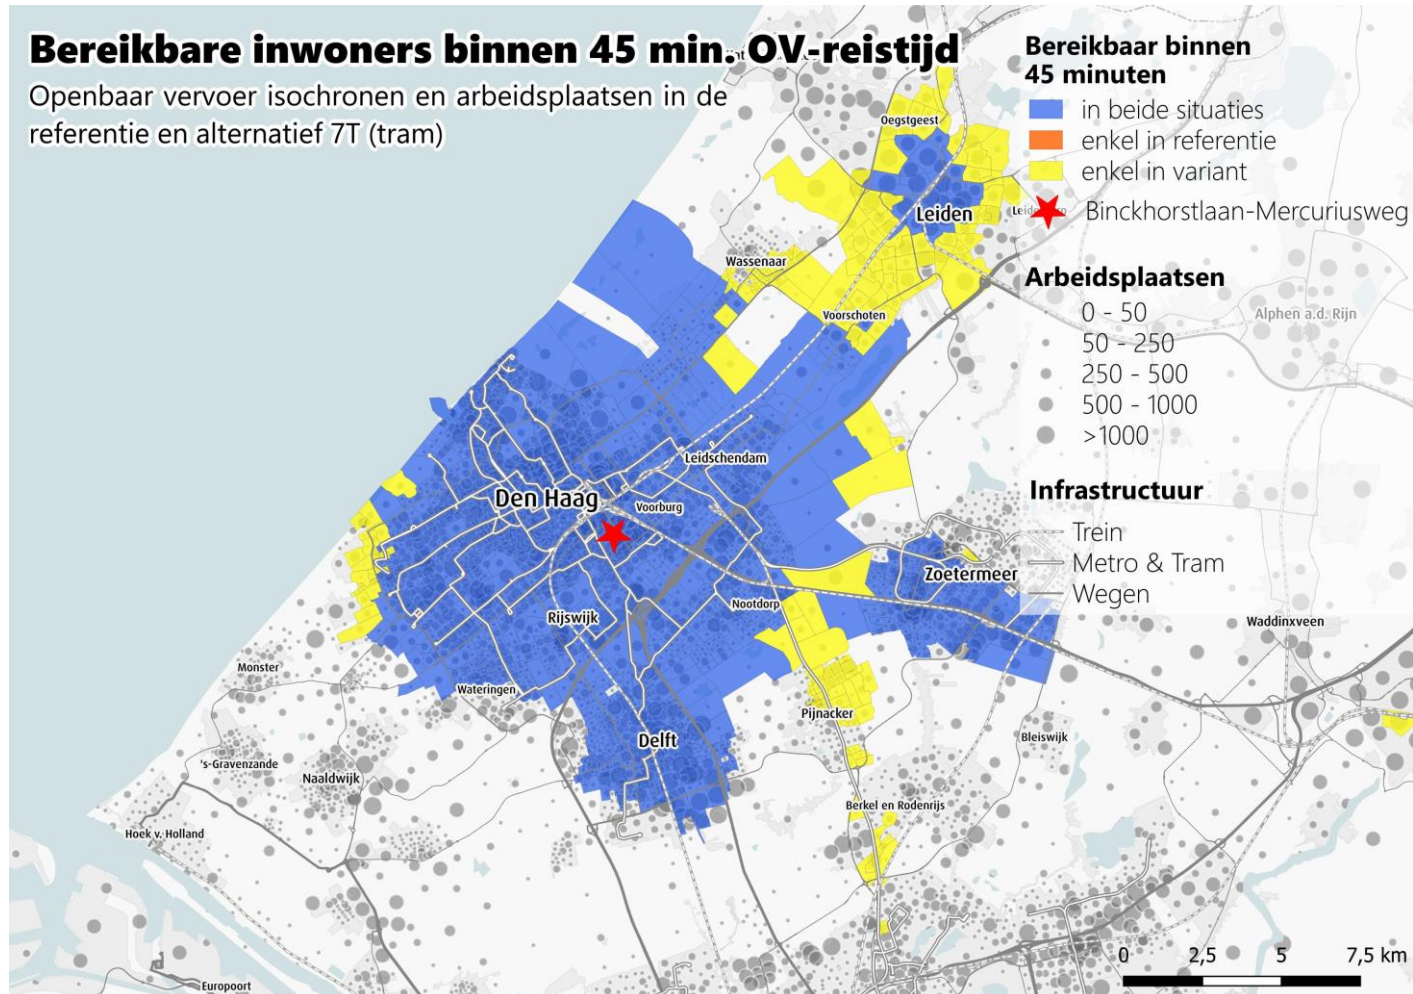 Bereikbare inwoners binnen 45 min. OV-reistijd
Openbaar vervoer isochronen en arbeidsplaatsen in de
referentie en alternatief 7T (tram)
Bereikbaar binnen
45 minuten
in beide situaties
enkel in referentie
enkel in variant
Binckhorstlaan-Mercuriusweg
Arbeidsplaatsen
0 - 50
50 - 250
250 - 500
500 - 1000
>1000
Infrastructuur
Trein
Metro & Tram
Wegen
Oegstgeest
Leiden
Wassenaar
Voorschoten
Alphen a.d. Rijn
Leidschendam
Den Haag
Voorburg
Zoetermeer
Nootdorp
Rijswijk
Waddinxveen
Monster
Wateringen
Pijnacker
Delft
Bleiswijk
's-Gravenzande
Naaldwijk
Berkel en Rodenrijs
Hoek v. Holland
Europoort
0 2,5 5 7,5 km